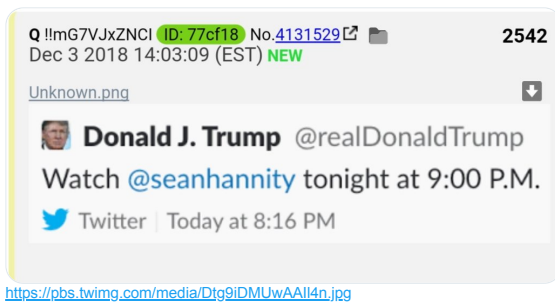 Q !!mG7VJxZNCI ID: 77cf18 No.4131529 2542
Dec 3 2018 14:03:09 (EST) NEW
Unknown.png
Donald J. Trump @realDonaldTrump
Watch @seanhannity tonight at 9:00 P.M.
Twitter | Today at 8:16 PM
https://pbs.twimg.com/media/Dtg9iDMUwAAIl4n.jpg